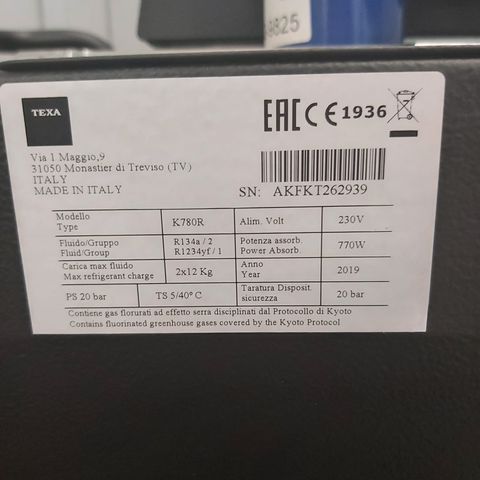 9825
TEXA
EAC CE 1936
Via 1 Maggio,9
31050 Monastier di Treviso (TV)
ITALY
MADE IN ITALY
SN: AKFKT262939
Modello
Type
K780R
Alim. Volt
230V
Fluido/Gruppo
Fluid/Group
R134a / 2
R1234yf / 1
Potenza assorb.
Power Absorb.
770W
Carica max fluido
Max refrigerant charge
2x12 Kg
Anno
Year
2019
PS 20 bar
TS 5/40° C
Taratura Disposit.
sicurezza
20 bar
Contiene gas florurati ad effetto serra disciplinati dal Protocollo di Kyoto
Contains fluorinated greenhouse gases covered by the Kyoto Protocol